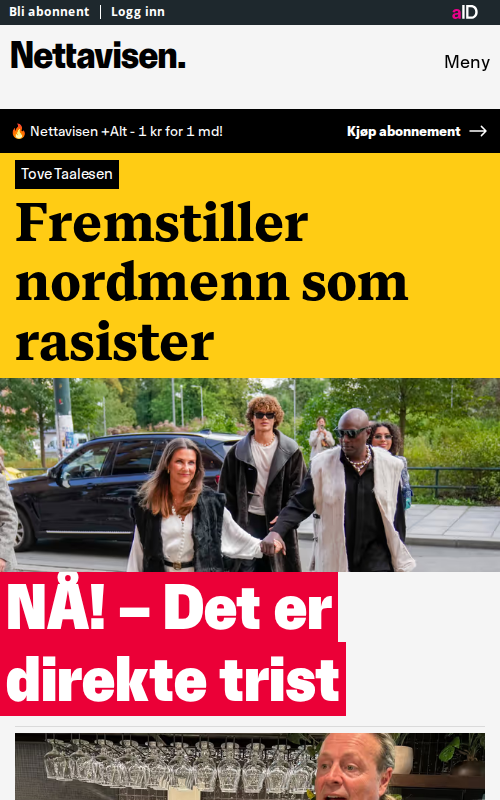 Bli abonnent | Logg inn
aID
Nettavisen.
Meny
🔥 Nettavisen +Alt - 1 kr for 1 md!
Kjøp abonnement →
Tove Taalesen
Fremstiller
nordmenn som
rasister
NÅ! – Det er
direkte trist